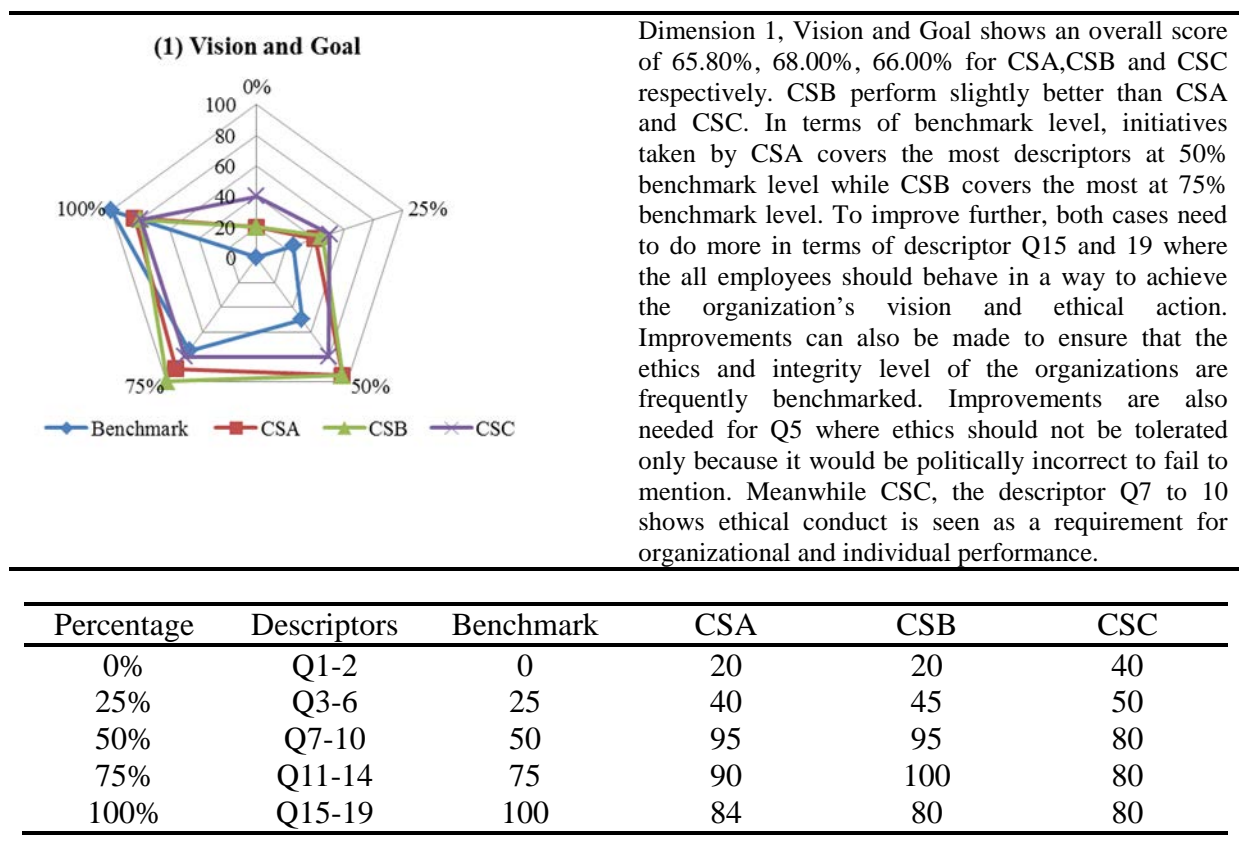 (1) Vision and Goal
0%
100
80
60
40
20
0
100%
25%
75%
50%
Benchmark CSA CSB CSC
Dimension 1, Vision and Goal shows an overall score
of 65.80%, 68.00%, 66.00% for CSA,CSB and CSC
respectively. CSB perform slightly better than CSA
and CSC. In terms of benchmark level, initiatives
taken by CSA covers the most descriptors at 50%
benchmark level while CSB covers the most at 75%
benchmark level. To improve further, both cases need
to do more in terms of descriptor Q15 and 19 where
the all employees should behave in a way to achieve
the organization’s vision and ethical action.
Improvements can also be made to ensure that the
ethics and integrity level of the organizations are
frequently benchmarked. Improvements are also
needed for Q5 where ethics should not be tolerated
only because it would be politically incorrect to fail to
mention. Meanwhile CSC, the descriptor Q7 to 10
shows ethical conduct is seen as a requirement for
organizational and individual performance.
Percentage Descriptors Benchmark CSA CSB CSC
0% Q1-2 0 20 20 40
25% Q3-6 25 40 45 50
50% Q7-10 50 95 95 80
75% Q11-14 75 90 100 80
100% Q15-19 100 84 80 80